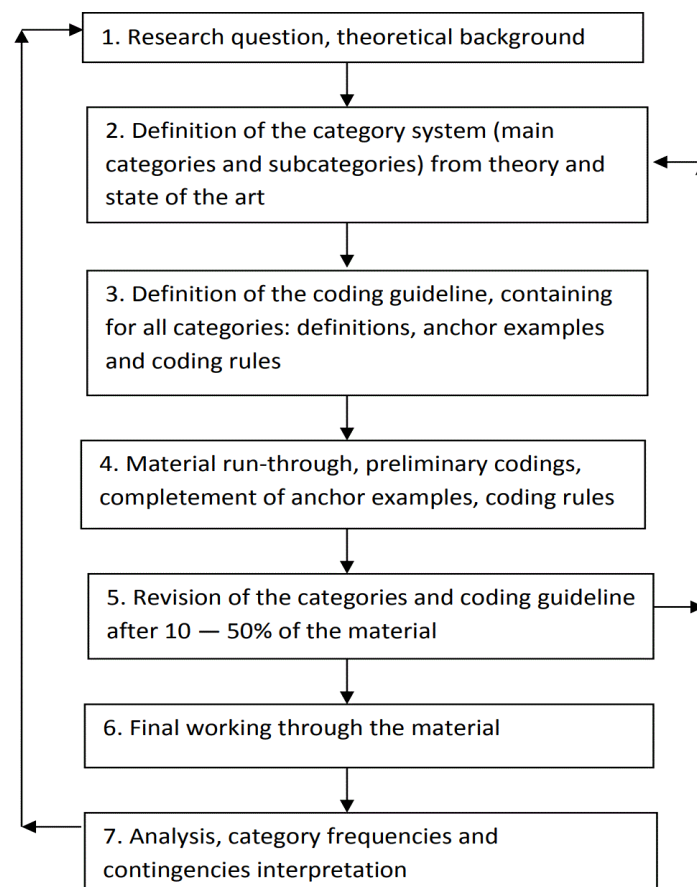 1. Research question, theoretical background
2. Definition of the category system (main
categories and subcategories) from theory and
state of the art
3. Definition of the coding guideline, containing
for all categories: definitions, anchor examples
and coding rules
4. Material run-through, preliminary codings,
completement of anchor examples, coding rules
5. Revision of the categories and coding guideline
after 10 — 50% of the material
6. Final working through the material
7. Analysis, category frequencies and
contingencies interpretation